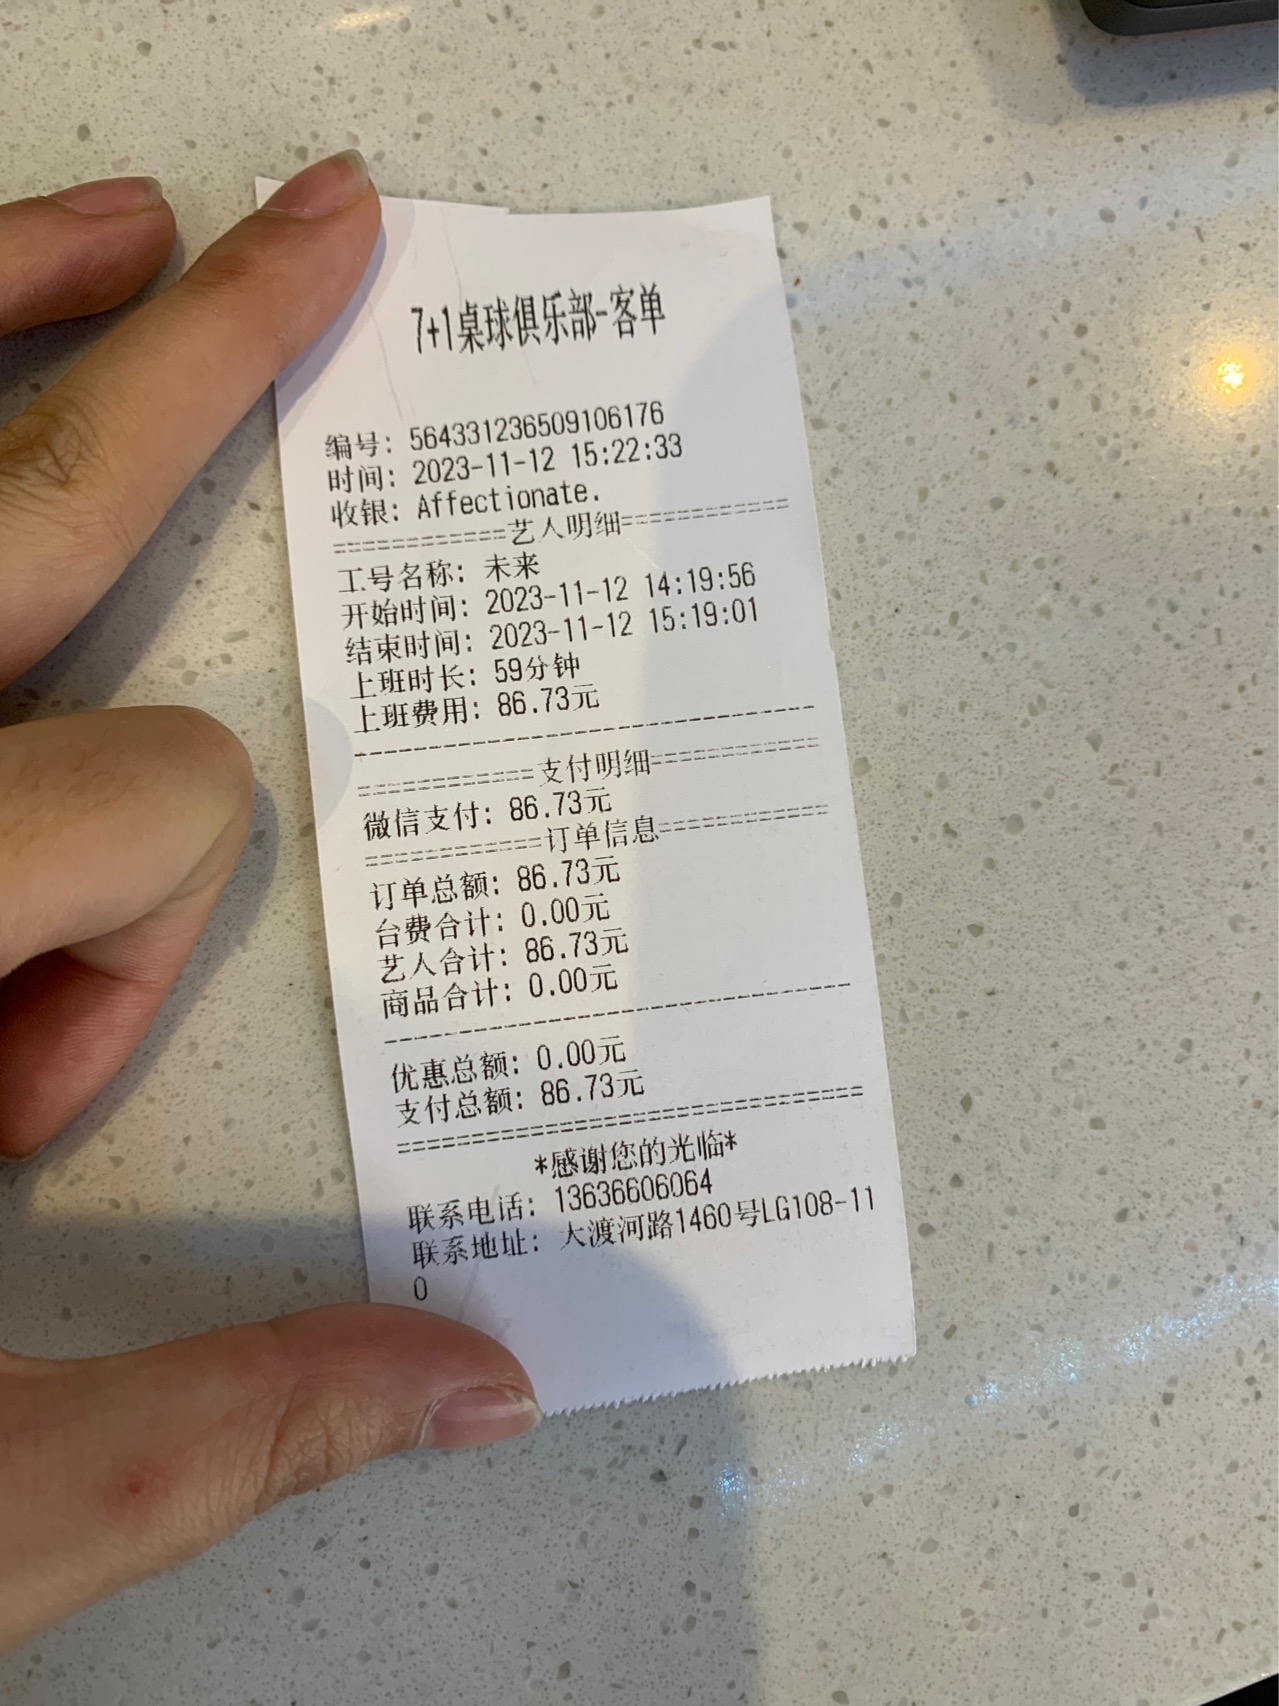 7+1桌球俱乐部-客单
编号: 564331236509106176
时间: 2023-11-12 15:22:33
收银: Affectionate.
============艺人明细============
工号名称: 未来
开始时间: 2023-11-12 14:19:56
结束时间: 2023-11-12 15:19:01
上班时长: 59分钟
上班费用: 86.73元
--------------------------------
============支付明细============
微信支付: 86.73元
============订单信息============
订单总额: 86.73元
台费合计: 0.00元
艺人合计: 86.73元
商品合计: 0.00元
--------------------------------
优惠总额: 0.00元
支付总额: 86.73元
================================
*感谢您的光临*
联系电话: 13636606064
联系地址: 大渡河路1460号LG108-11
0